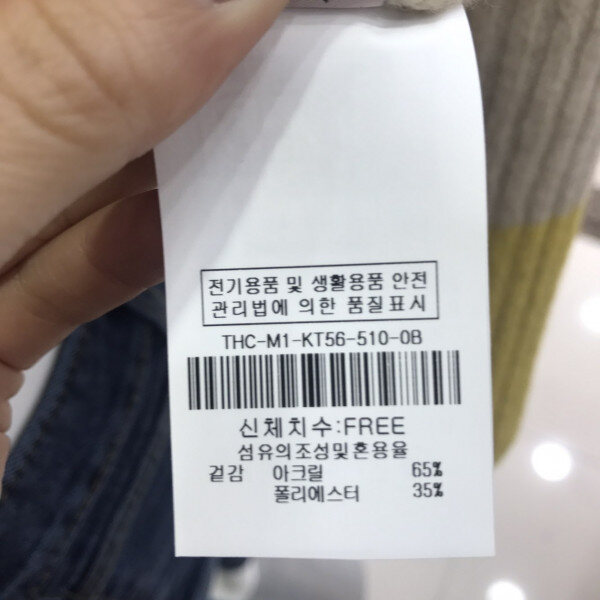 전기용품 및 생활용품 안전
관리법에 의한 품질표시
THC-M1-KT56-510-0B
신체치수:FREE
섬유의조성및혼용율
겉감 아크릴 65%
폴리에스터 35%